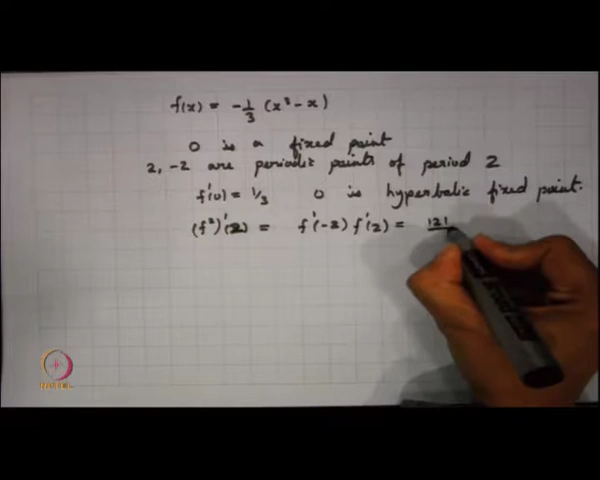 f(x) = -1/3 (x³ - x)
0 is a fixed point
2, -2 are periodic points of period 2
f'(0) = 1/3 0 is hyperbolic fixed point.
(f²)'(2) = f'(-2) f'(2) = 121